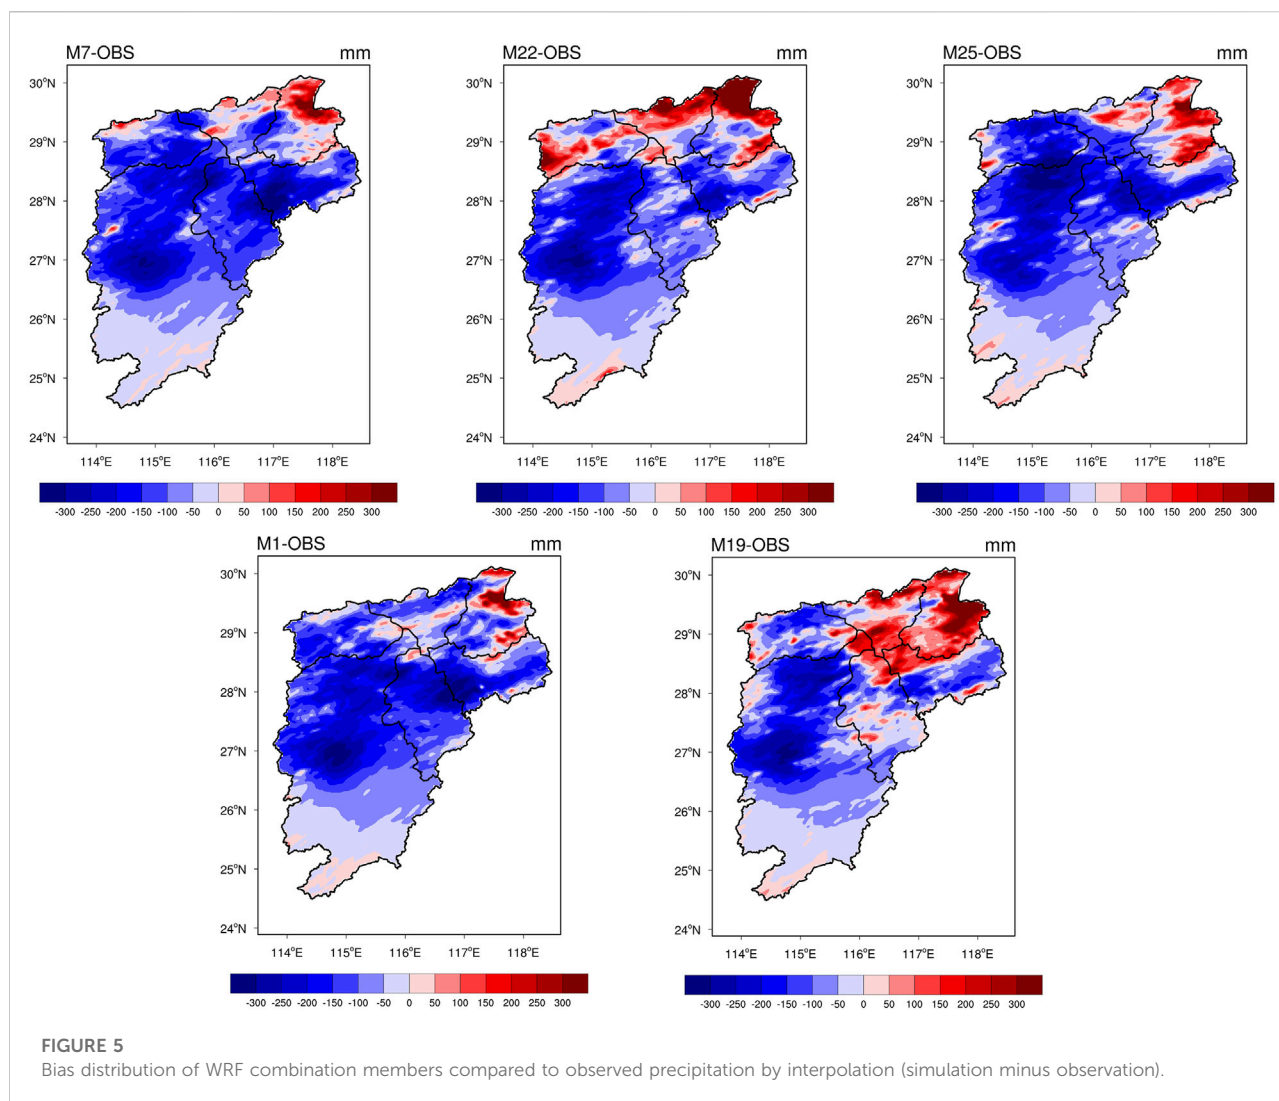 M7-OBS mm
30°N
29°N
28°N
27°N
26°N
25°N
24°N
114°E 115°E 116°E 117°E 118°E
-300 -250 -200 -150 -100 -50 0 50 100 150 200 250 300
M22-OBS mm
30°N
29°N
28°N
27°N
26°N
25°N
24°N
114°E 115°E 116°E 117°E 118°E
-300 -250 -200 -150 -100 -50 0 50 100 150 200 250 300
M25-OBS mm
30°N
29°N
28°N
27°N
26°N
25°N
24°N
114°E 115°E 116°E 117°E 118°E
-300 -250 -200 -150 -100 -50 0 50 100 150 200 250 300
M1-OBS mm
30°N
29°N
28°N
27°N
26°N
25°N
24°N
114°E 115°E 116°E 117°E 118°E
-300 -250 -200 -150 -100 -50 0 50 100 150 200 250 300
M19-OBS mm
30°N
29°N
28°N
27°N
26°N
25°N
24°N
114°E 115°E 116°E 117°E 118°E
-300 -250 -200 -150 -100 -50 0 50 100 150 200 250 300
FIGURE 5
Bias distribution of WRF combination members compared to observed precipitation by interpolation (simulation minus observation).